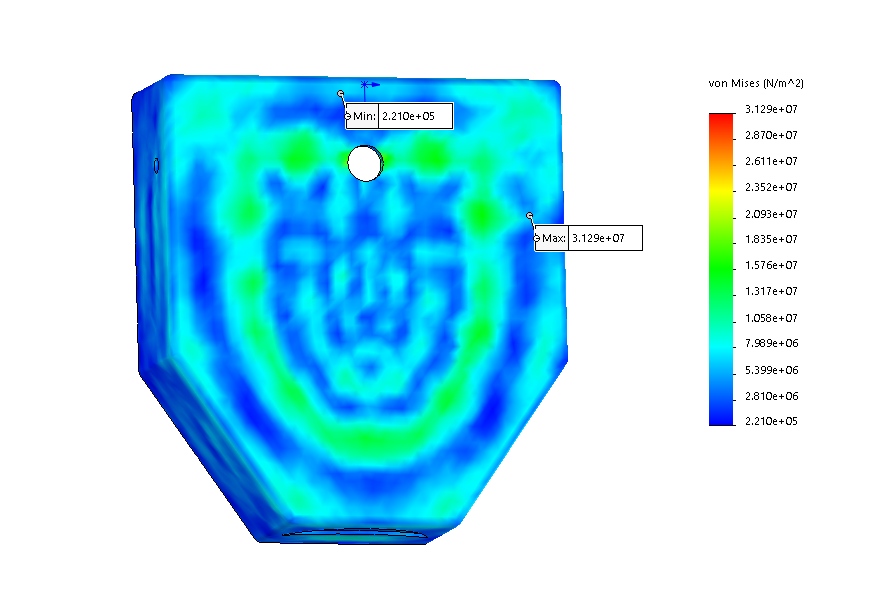 von Mises (N/m^2)
3.129e+07
2.870e+07
2.611e+07
2.352e+07
2.093e+07
1.835e+07
1.576e+07
1.317e+07
1.058e+07
7.989e+06
5.399e+06
2.810e+06
2.210e+05
Min: 2.210e+05
Max: 3.129e+07